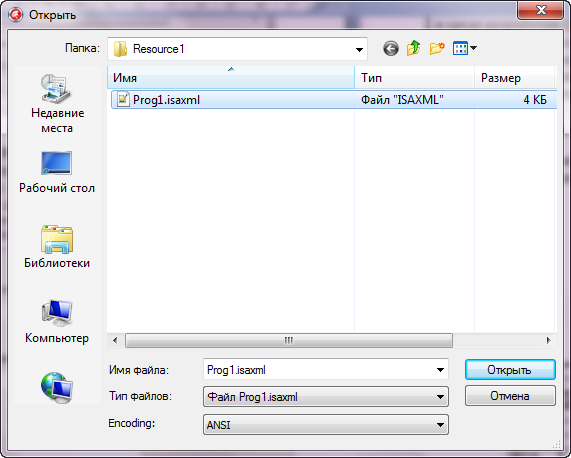 Открыть
Папка: Resource1
Имя Тип Размер
Prog1.isaxml Файл "ISAXML" 4 КБ
Недавние
места
Рабочий стол
Библиотеки
Компьютер
Имя файла: Prog1.isaxml Открыть
Тип файлов: Файл Prog1.isaxml Отмена
Encoding: ANSI